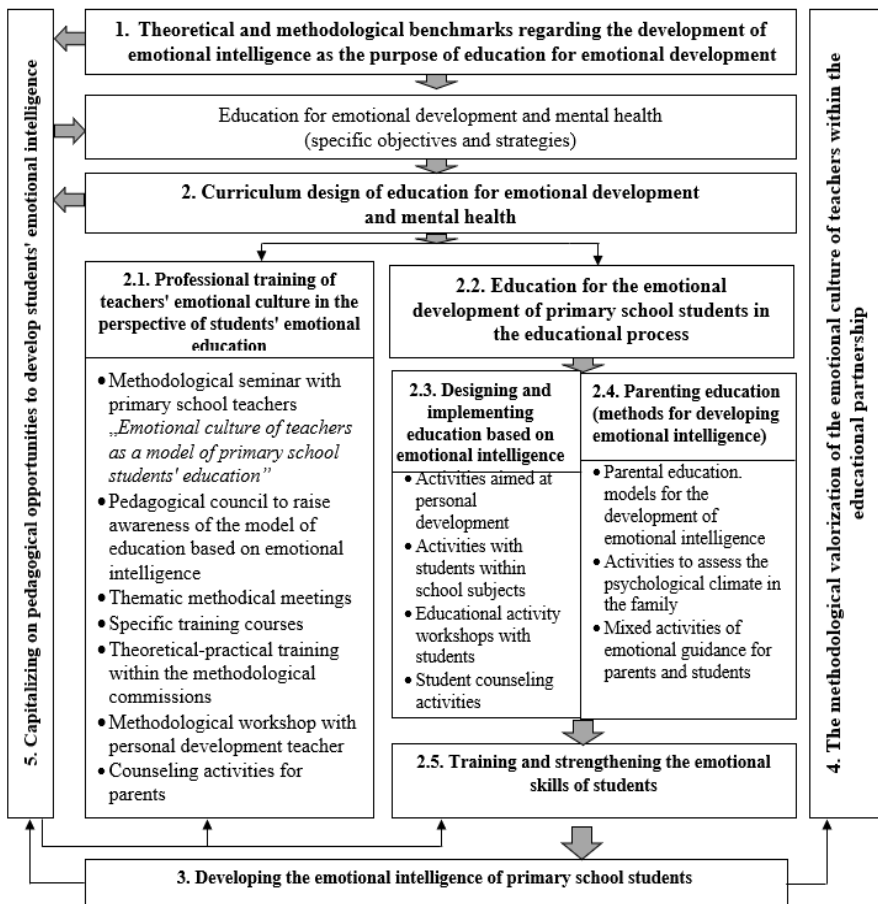 1. Theoretical and methodological benchmarks regarding the development of
emotional intelligence as the purpose of education for emotional development
Education for emotional development and mental health
(specific objectives and strategies)
2. Curriculum design of education for emotional development
and mental health
2.1. Professional training of
teachers' emotional culture in the
perspective of students' emotional
education
• Methodological seminar with
primary school teachers
„Emotional culture of teachers
as a model of primary school
students' education”
• Pedagogical council to raise
awareness of the model of
education based on emotional
intelligence
• Thematic methodical meetings
• Specific training courses
• Theoretical-practical training
within the methodological
commissions
• Methodological workshop with
personal development teacher
• Counseling activities for
parents
2.2. Education for the emotional
development of primary school students in
the educational process
2.3. Designing and
implementing
education based on
emotional intelligence
• Activities aimed at
personal
development
• Activities with
students within
school subjects
• Educational activity
workshops with
students
• Student counseling
activities
2.4. Parenting education
(methods for developing
emotional intelligence)
• Parental education.
models for the
development of
emotional intelligence
• Activities to assess the
psychological climate in
the family
• Mixed activities of
emotional guidance for
parents and students
2.5. Training and strengthening the emotional
skills of students
3. Developing the emotional intelligence of primary school students
4. The methodological valorization of the emotional culture of teachers within the
educational partnership
5. Capitalizing on pedagogical opportunities to develop students' emotional intelligence